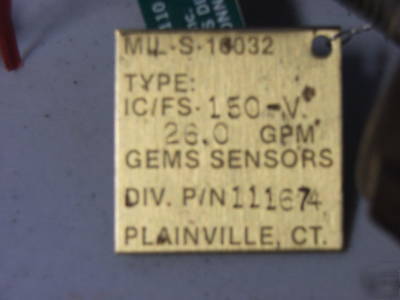 MIL-S-16032
TYPE:
IC/FS-150-V
26.0 GPM
GEMS SENSORS
DIV. P/N 111674
PLAINVILLE, CT.